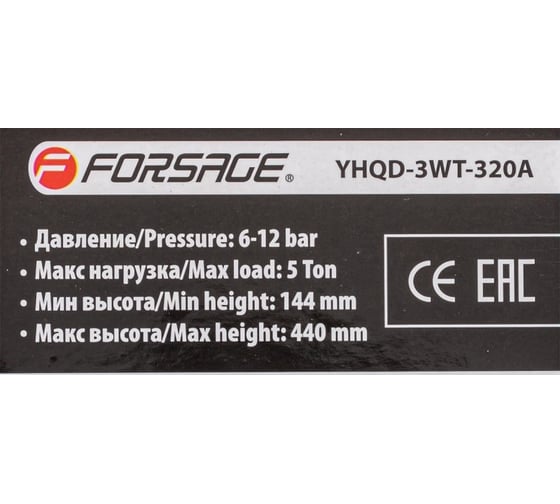 F FORSAGE® YHQD-3WT-320A
• Давление/Pressure: 6-12 bar
• Макс нагрузка/Max load: 5 Ton
• Мин высота/Min height: 144 mm
• Макс высота/Max height: 440 mm
CE EAC